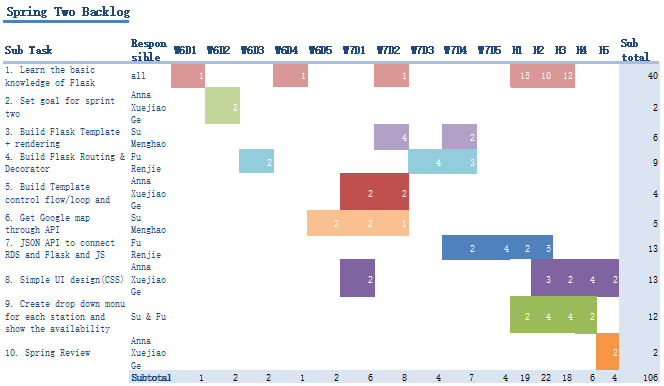 Spring Two Backlog
Sub Task Respon sible W6D1 W6D2 W6D3 W6D4 W6D5 W7D1 W7D2 W7D3 W7D4 W7D5 H1 H2 H3 H4 H5 Sub total
1. Learn the basic
knowledge of Flask all 1 1 1 15 10 12 40
2. Set goal for sprint
two
Anna
Xuejiao
Ge
2 2
3. Build Flask Template
+ rendering
Su
Menghao
4 2 6
4. Build Flask Routing &
Decorator
Fu
Renjie
2 4 3 9
5. Build Template
control flow/loop and
Anna
Xuejiao
Ge
2 2 4
6. Get Google map
through API
Su
Menghao
2 2 1 5
7. JSON API to connect
RDS and Flask and JS
Fu
Renjie
2 4 2 5 13
8. Simple UI design(CSS)
Anna
Xuejiao
Ge
2 3 2 4 2 13
9. Create drop down menu
for each station and
show the availability
Su & Fu
2 4 4 2 12
10. Spring Review
Anna
Xuejiao
Ge
2 2
Subtotal 1 2 2 1 2 6 8 4 7 4 19 22 18 6 4 106